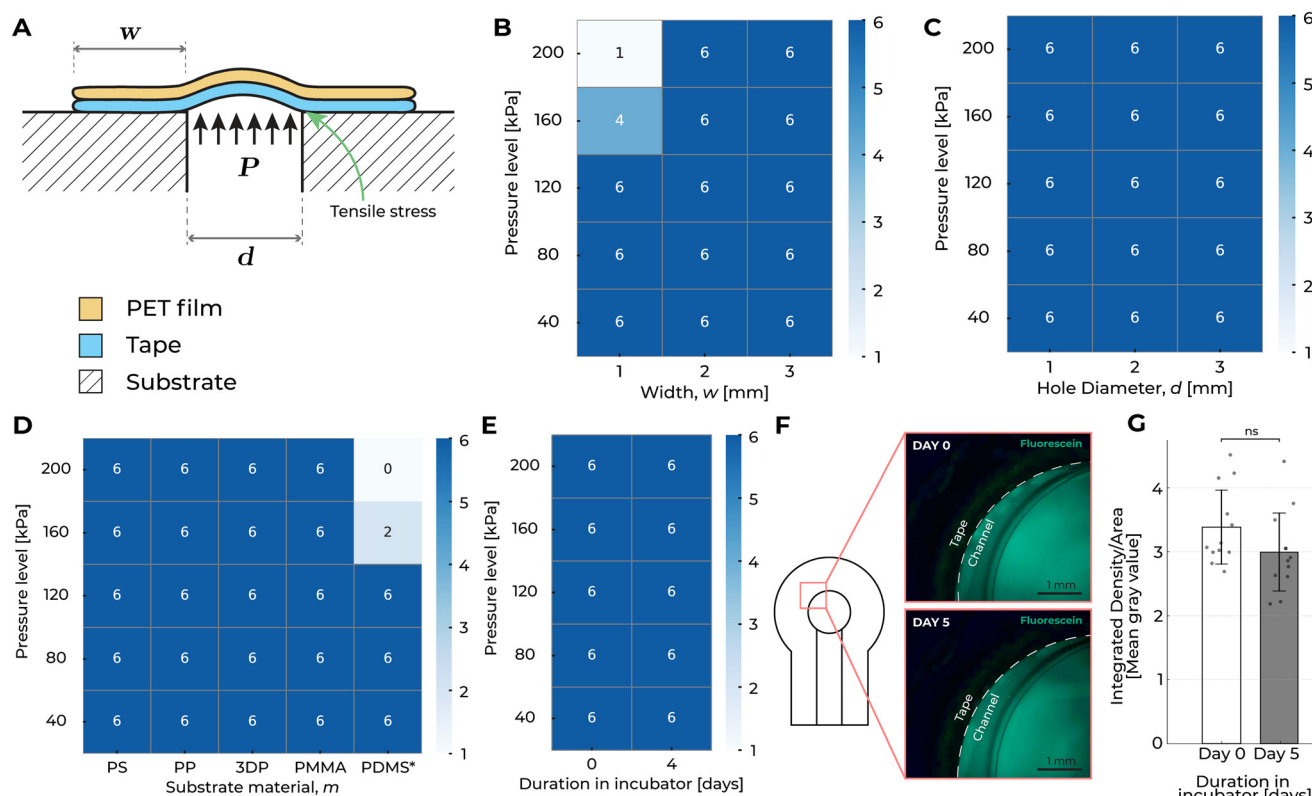 A
w
P
Tensile stress
d
PET film
Tape
Substrate
B
Pressure level [kPa]
200 1 6 6
160 4 6 6
120 6 6 6
80 6 6 6
40 6 6 6
1 2 3
Width, w [mm]
6
5
4
3
2
1
C
Pressure level [kPa]
200 6 6 6
160 6 6 6
120 6 6 6
80 6 6 6
40 6 6 6
1 2 3
Hole Diameter, d [mm]
6
5
4
3
2
1
D
Pressure level [kPa]
200 6 6 6 6 0
160 6 6 6 6 2
120 6 6 6 6 6
80 6 6 6 6 6
40 6 6 6 6 6
PS PP 3DP PMMA PDMS*
Substrate material, m
6
5
4
3
2
1
E
Pressure level [kPa]
200 6 6
160 6 6
120 6 6
80 6 6
40 6 6
0 4
Duration in incubator [days]
6
5
4
3
2
1
F
DAY 0
Fluorescein
Tape
Channel
1 mm
DAY 5
Fluorescein
Tape
Channel
1 mm
G
ns
Integrated Density/Area
[Mean gray value]
4
3
2
1
0
Day 0 Day 5
Duration in
incubator [days]